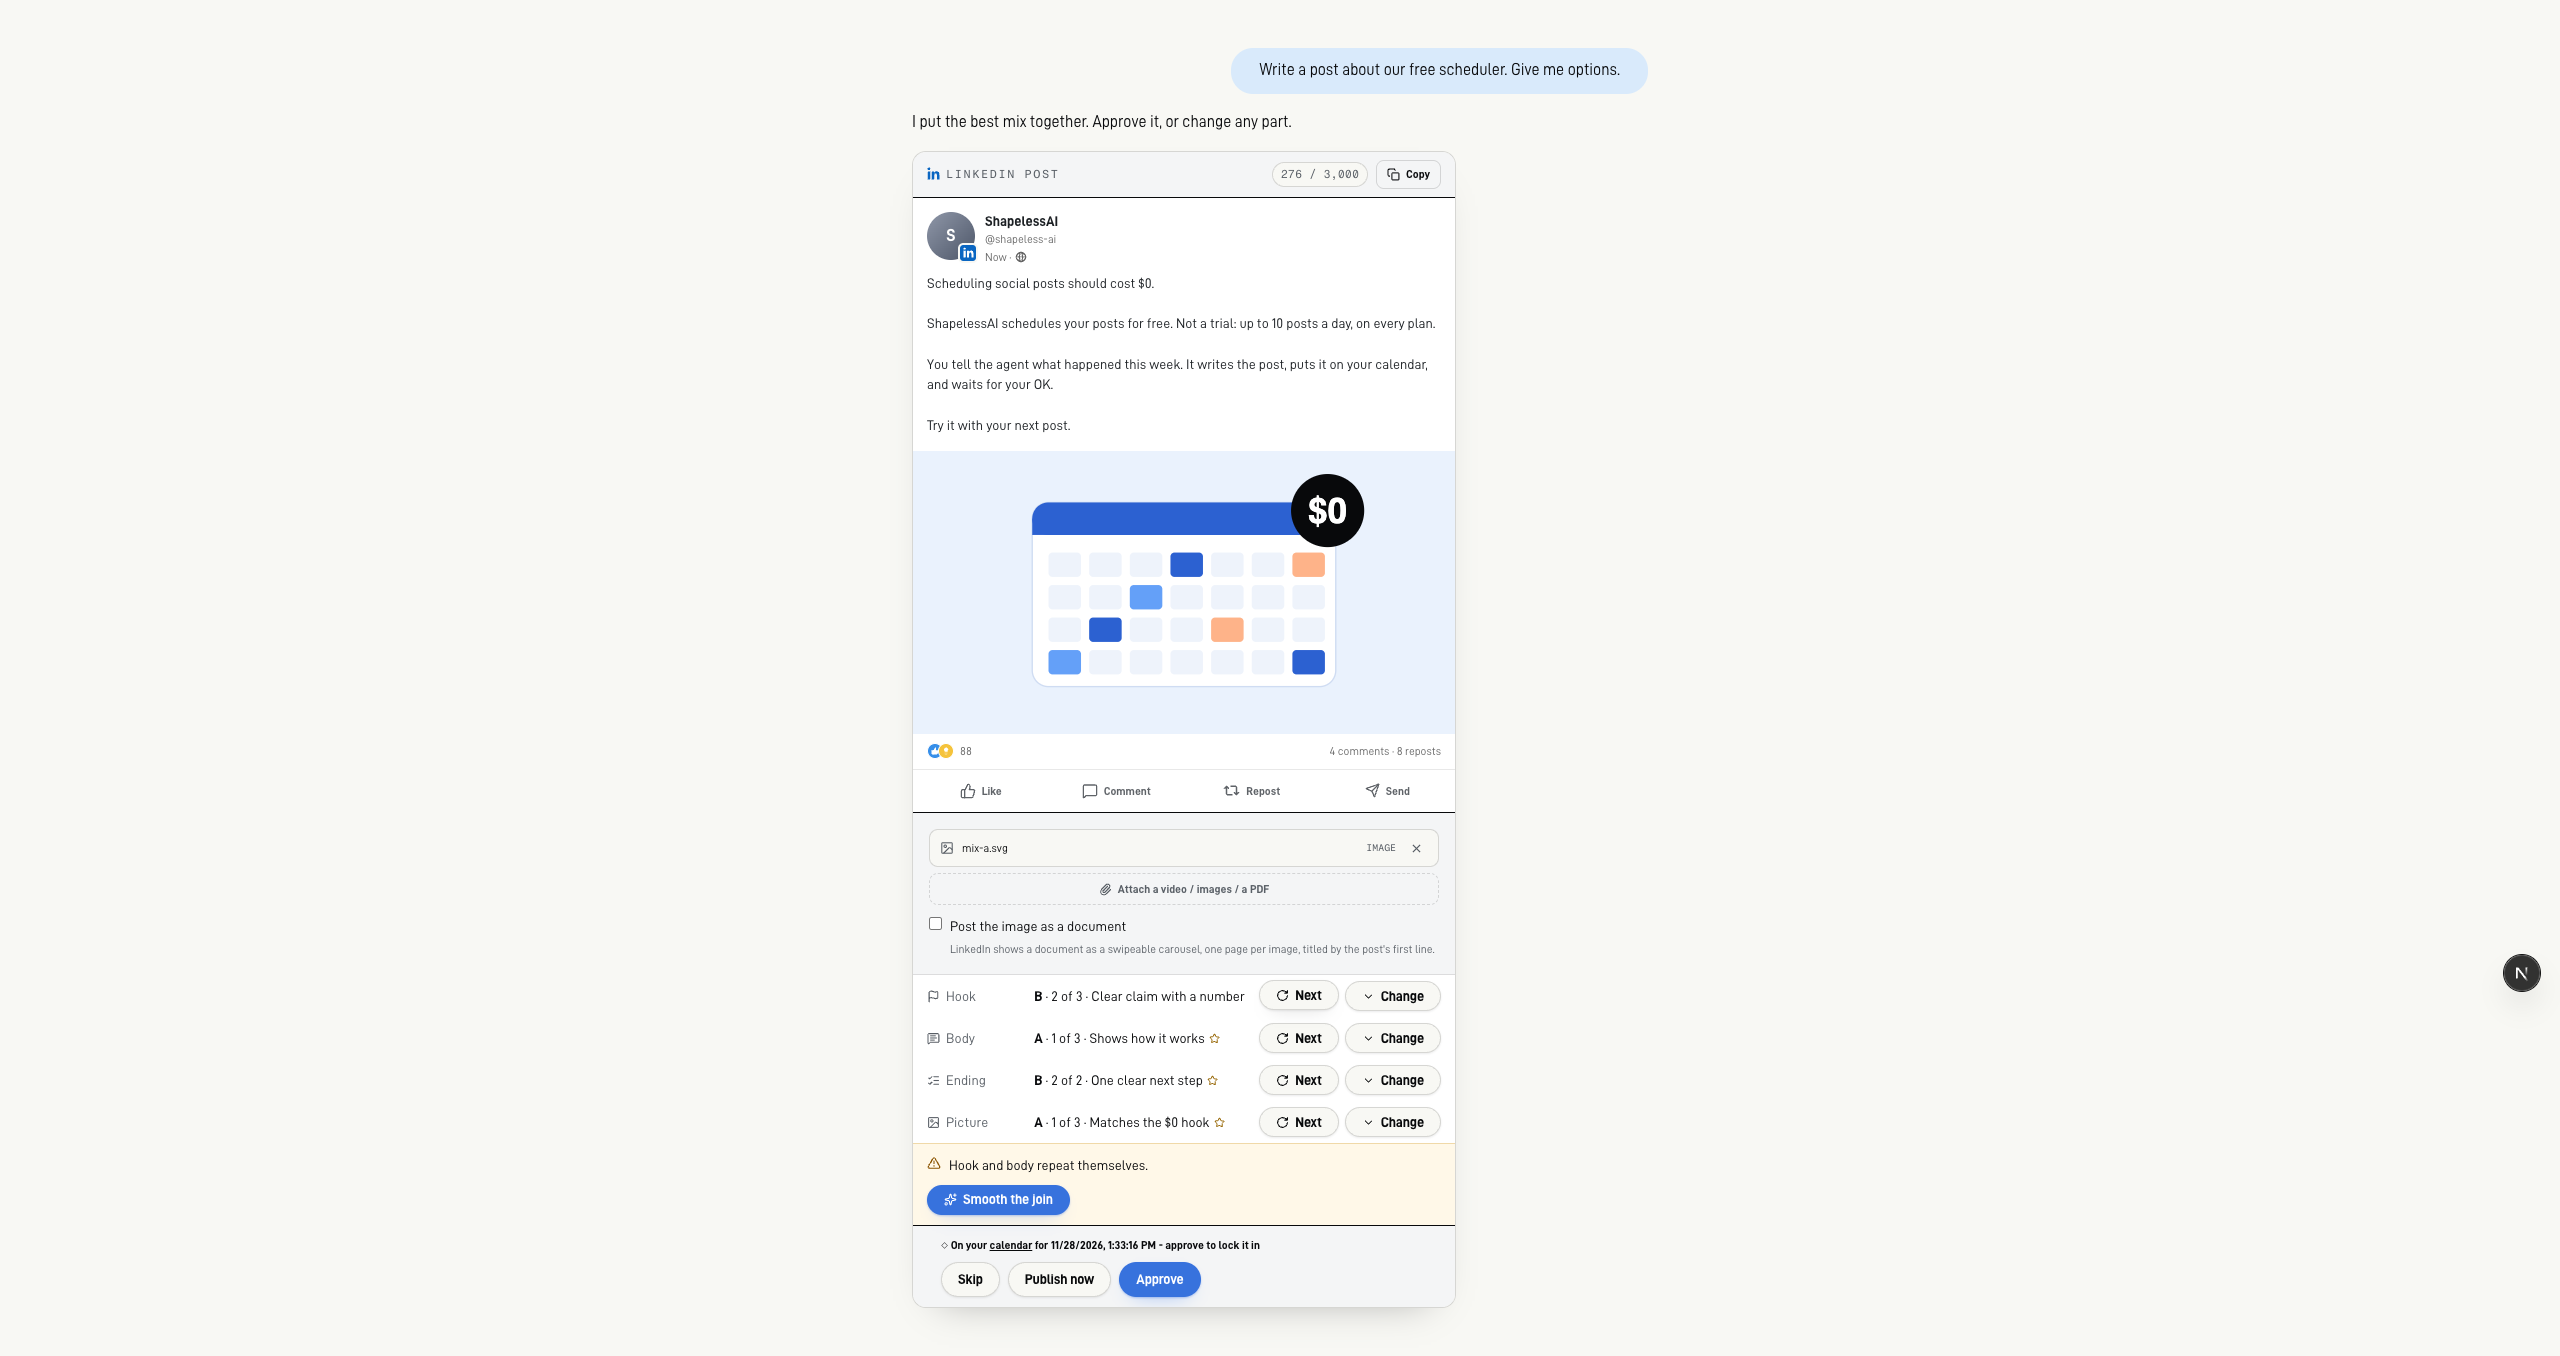 Write a post about our free scheduler. Give me options.
I put the best mix together. Approve it, or change any part.
in LINKEDIN POST 276 / 3,000 Copy
S
in
ShapelessAI
@shapeless-ai
Now ·
Scheduling social posts should cost $0.
ShapelessAI schedules your posts for free. Not a trial: up to 10 posts a day, on every plan.
You tell the agent what happened this week. It writes the post, puts it on your calendar,
and waits for your OK.
Try it with your next post.
$0
88 4 comments · 8 reposts
Like Comment Repost Send
mix-a.svg IMAGE
Attach a video / images / a PDF
Post the image as a document
LinkedIn shows a document as a swipeable carousel, one page per image, titled by the post's first line.
Hook B · 2 of 3 · Clear claim with a number Next Change
Body A · 1 of 3 · Shows how it works Next Change
Ending B · 2 of 2 · One clear next step Next Change
Picture A · 1 of 3 · Matches the $0 hook Next Change
Hook and body repeat themselves.
Smooth the join
On your calendar for 11/28/2026, 1:33:16 PM - approve to lock it in
Skip Publish now Approve
N